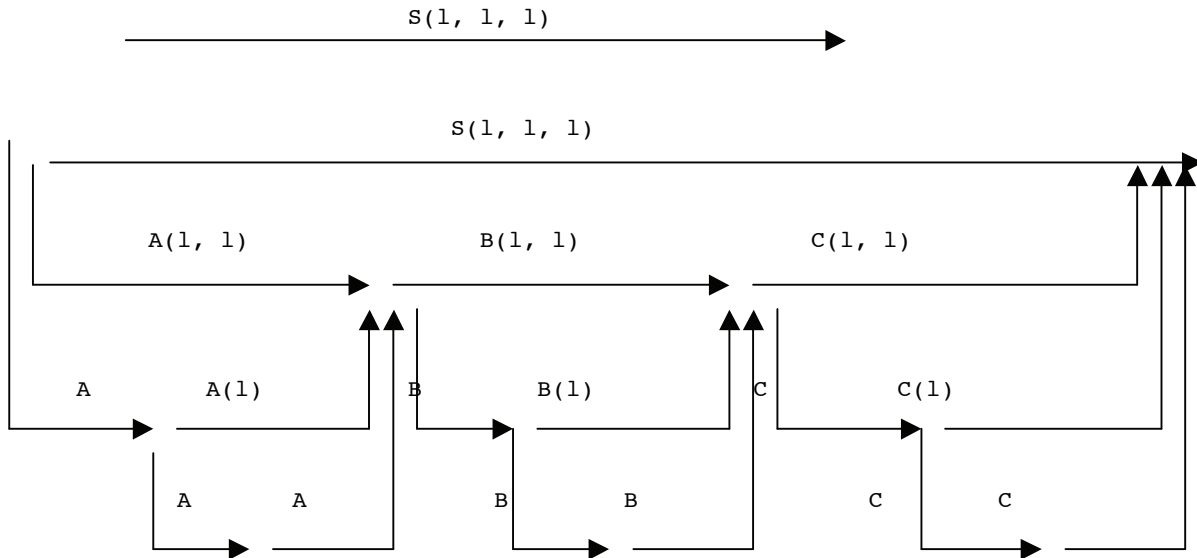 S(l, l, l)
S(l, l, l)
A(l, l) B(l, l) C(l, l)
A A(l) B B(l) C C(l)
A A B B C C